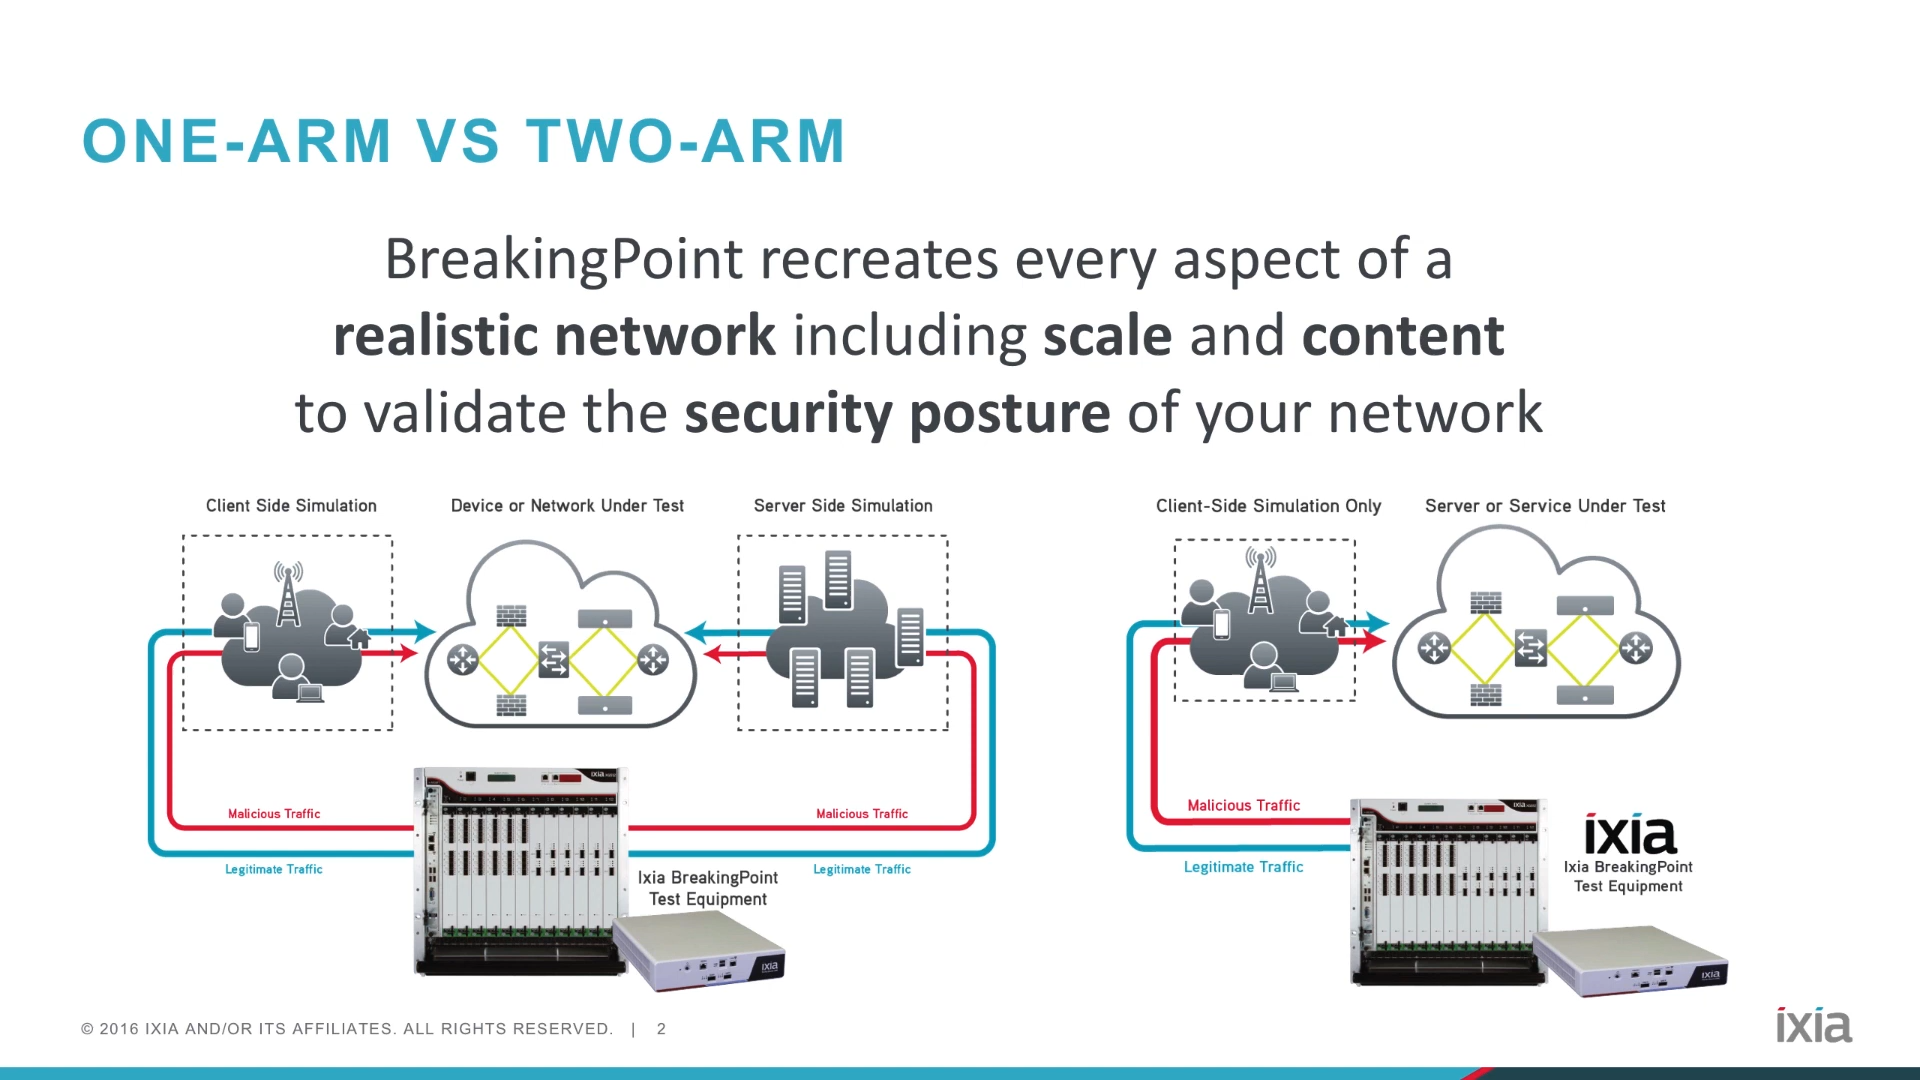 ONE-ARM VS TWO-ARM
BreakingPoint recreates every aspect of a
realistic network including scale and content
to validate the security posture of your network
Client Side Simulation
Device or Network Under Test
Server Side Simulation
Malicious Traffic
Legitimate Traffic
Malicious Traffic
Legitimate Traffic
ixia
Ixia BreakingPoint
Test Equipment
ixia
Client-Side Simulation Only
Server or Service Under Test
Malicious Traffic
Legitimate Traffic
ixia
ixia
Ixia BreakingPoint
Test Equipment
ixia
© 2016 IXIA AND/OR ITS AFFILIATES. ALL RIGHTS RESERVED. | 2
ixia